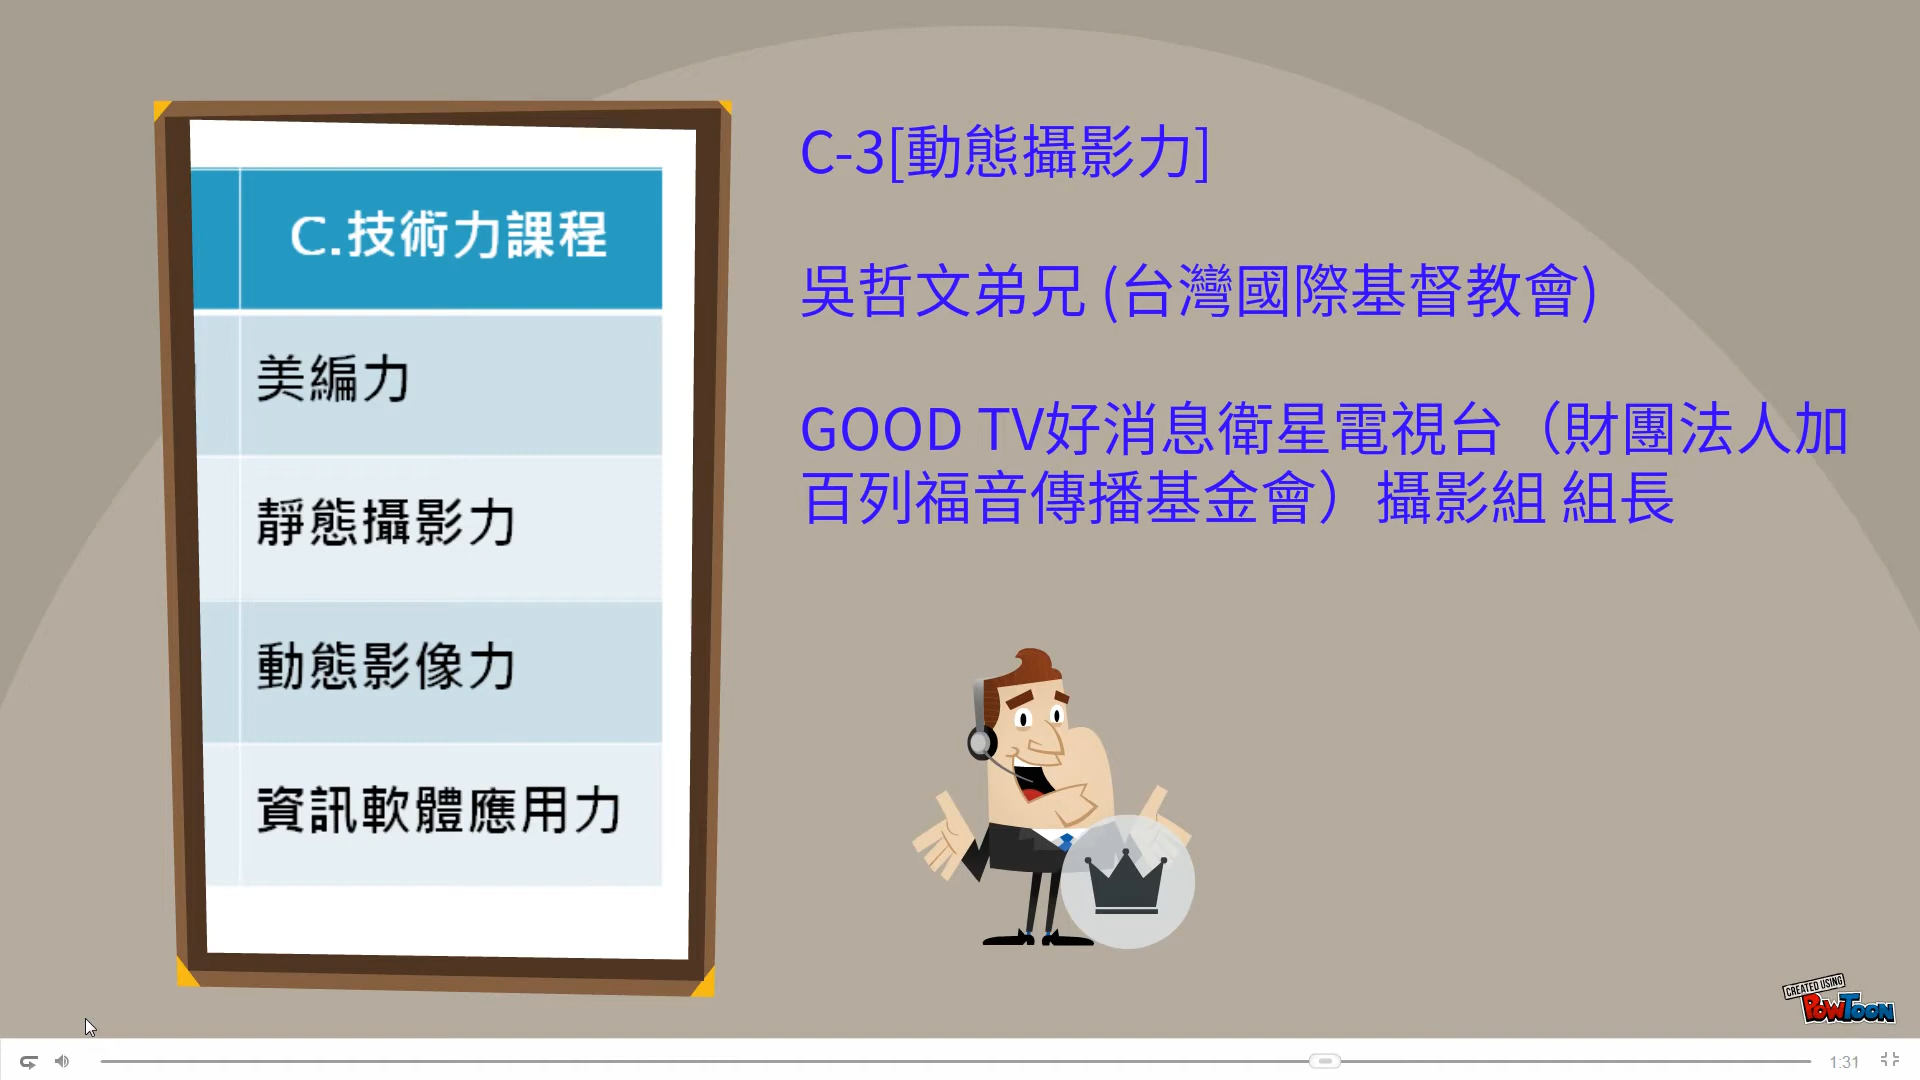 C.技術力課程
美編力
靜態攝影力
動態影像力
資訊軟體應用力
C-3[動態攝影力]
吳哲文弟兄 (台灣國際基督教會)
GOOD TV好消息衛星電視台（財團法人加
百列福音傳播基金會）攝影組 組長
CREATED USING
POWTOON
1:31